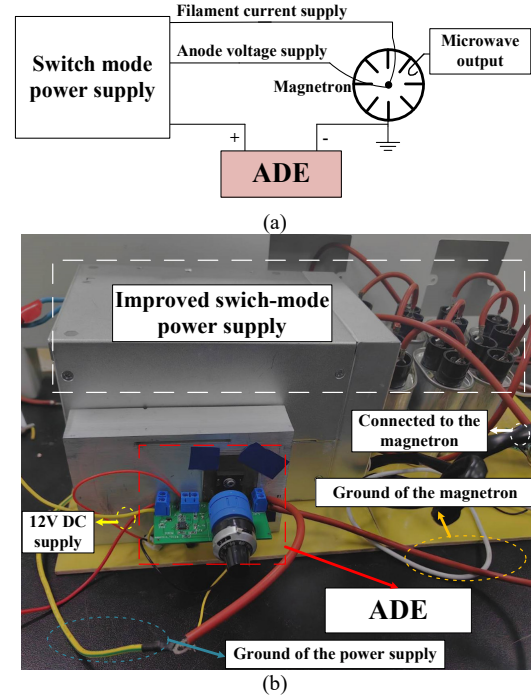 Filament current supply
Anode voltage supply
Switch mode
power supply
Magnetron
Microwave
output
+
-
ADE
(a)
Improved swich-mode
power supply
Connected to the
magnetron
Ground of the magnetron
12V DC
supply
ADE
Ground of the power supply
(b)